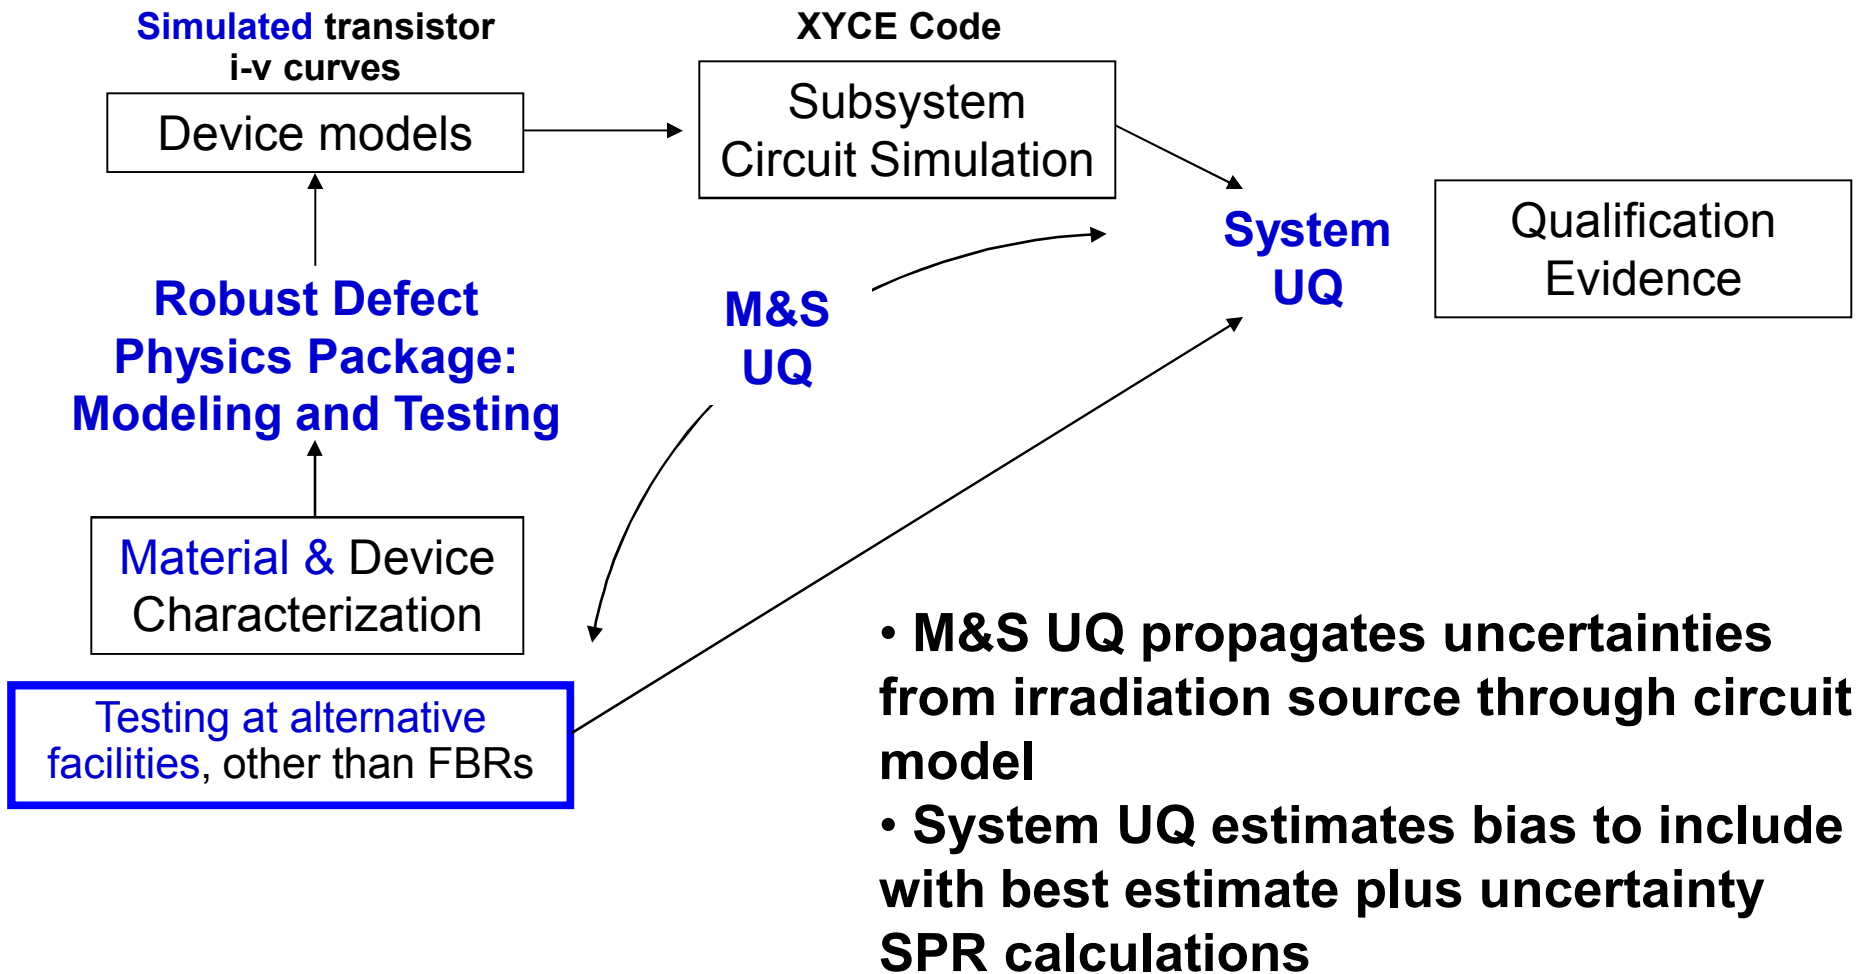 Simulated transistor
i-v curves
Device models
XYCE Code
Subsystem
Circuit Simulation
System
UQ
Qualification
Evidence
Robust Defect
Physics Package:
Modeling and Testing
M&S
UQ
Material & Device
Characterization
Testing at alternative
facilities, other than FBRs
• M&S UQ propagates uncertainties
from irradiation source through circuit
model
• System UQ estimates bias to include
with best estimate plus uncertainty
SPR calculations